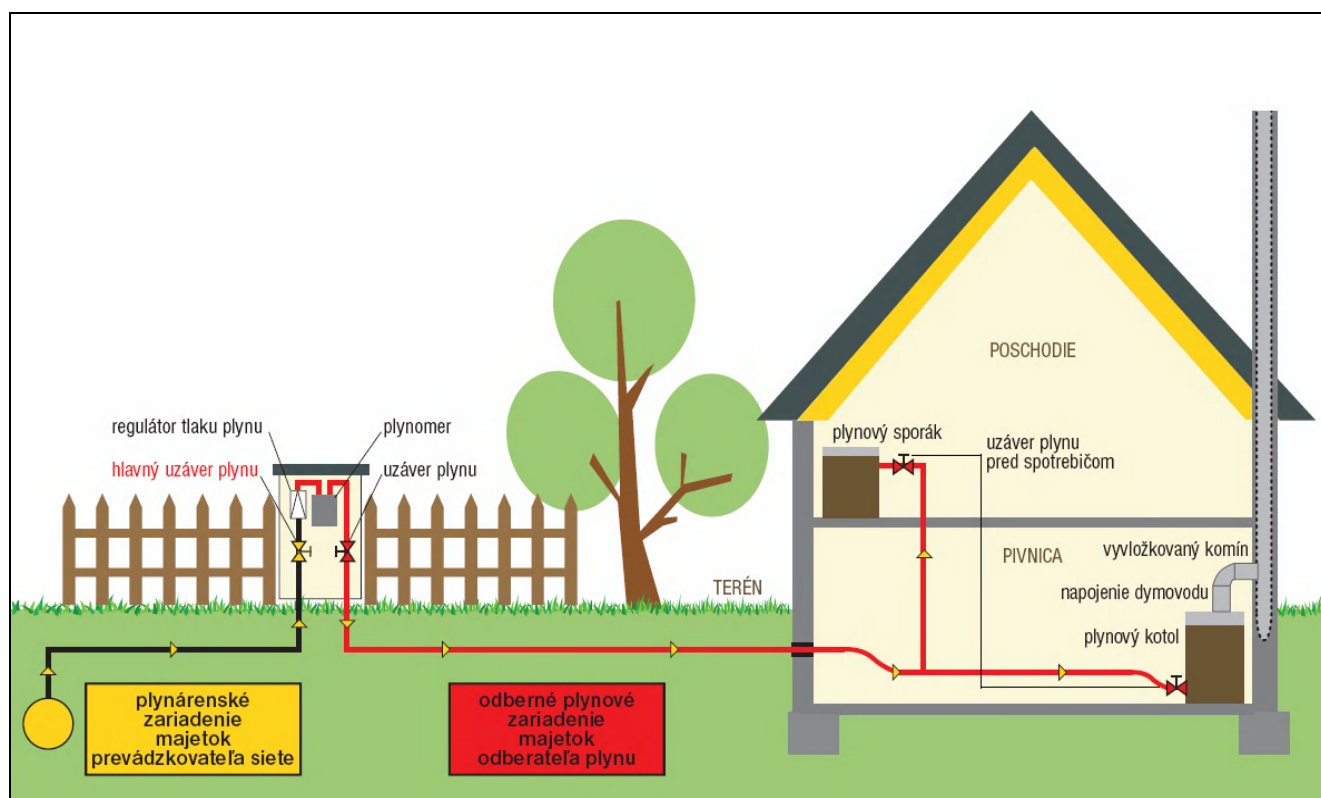 POSCHODIE
regulátor tlaku plynu
plynomer
hlavný uzáver plynu
uzáver plynu
plynový sporák
uzáver plynu
pred spotrebičom
PIVNICA
vyvložkovaný komín
napojenie dymovodu
plynový kotol
TERÉN
plynárenské
zariadenie
majetok
prevádzkovateľa siete
odberné plynové
zariadenie
majetok
odberateľa plynu